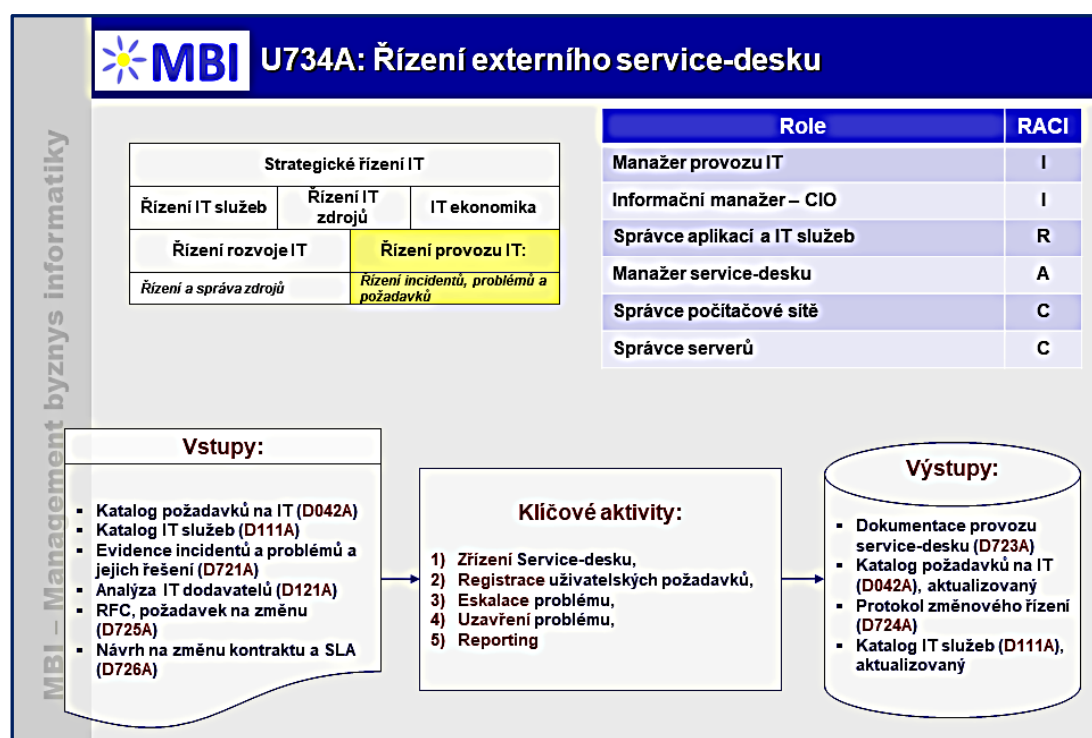 MBI
U734A: Řízení externího service-desku
MBI – Management byznys informatiky
Strategické řízení IT
Řízení IT služeb
Řízení IT
zdrojů
IT ekonomika
Řízení rozvoje IT
Řízení provozu IT:
Řízení a správa zdrojů
Řízení incidentů, problémů a
požadavků
Role RACI
Manažer provozu IT I
Informační manažer – CIO I
Správce aplikací a IT služeb R
Manažer service-desku A
Správce počítačové sítě C
Správce serverů C
Vstupy:
▪ Katalog požadavků na IT (D042A)
▪ Katalog IT služeb (D111A)
▪ Evidence incidentů a problémů a
jejich řešení (D721A)
▪ Analýza IT dodavatelů (D121A)
▪ RFC, požadavek na změnu
(D725A)
▪ Návrh na změnu kontraktu a SLA
(D726A)
Klíčové aktivity:
1) Zřízení Service-desku,
2) Registrace uživatelských požadavků,
3) Eskalace problému,
4) Uzavření problému,
5) Reporting
Výstupy:
▪ Dokumentace provozu
service-desku (D723A)
▪ Katalog požadavků na IT
(D042A), aktualizovaný
▪ Protokol změnového řízení
(D724A)
▪ Katalog IT služeb (D111A),
aktualizovaný